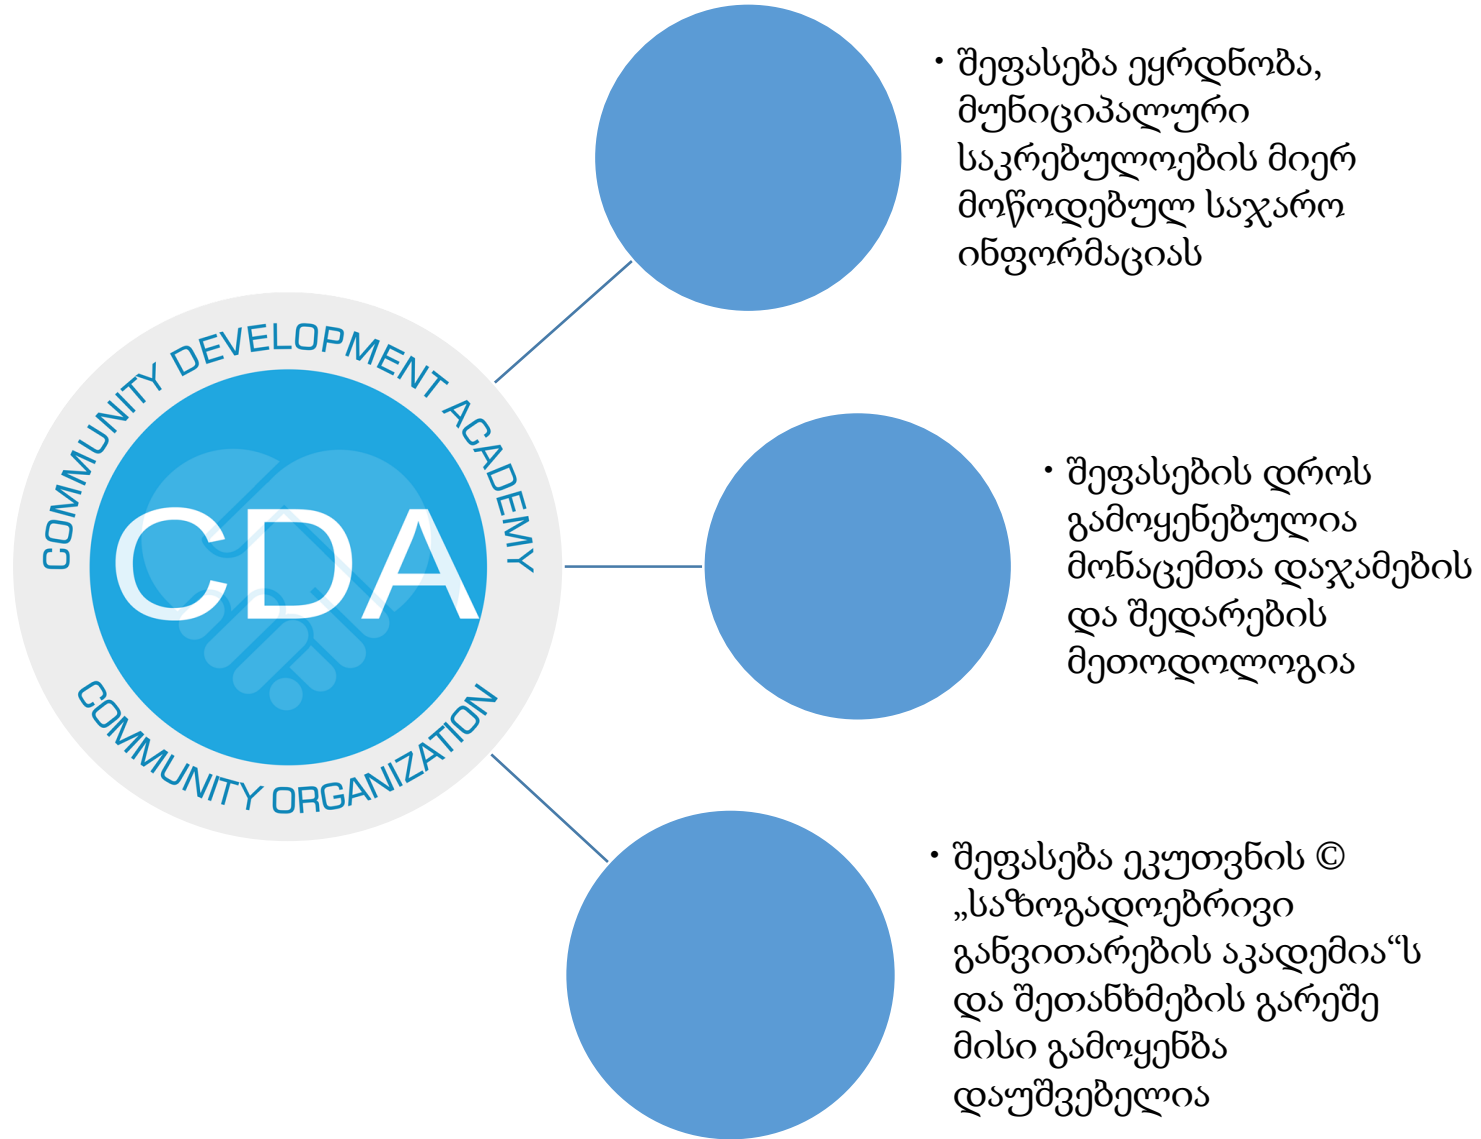 COMMUNITY DEVELOPMENT ACADEMY
CDA
COMMUNITY ORGANIZATION
• შეფასება ეყრდნობა,
მუნიციპალური
საკრებულოების მიერ
მოწოდებულ საჯარო
ინფორმაციას
• შეფასების დროს
გამოყენებულია
მონაცემთა დაჯამების
და შედარების
მეთოდოლოგია
• შეფასება ეკუთვნის ©
„საზოგადოებრივი
განვითარების აკადემია“ს
და შეთანხმების გარეშე
მისი გამოყენბა
დაუშვებელია